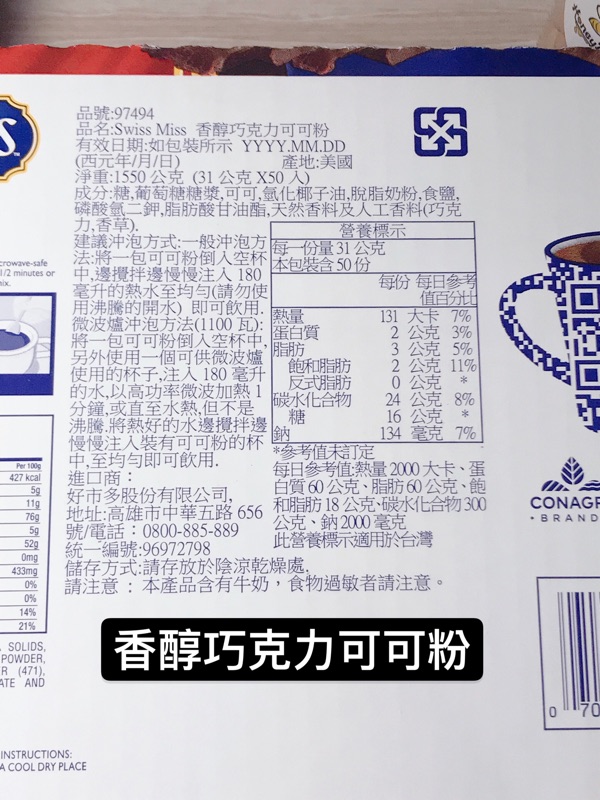 品號:97494
品名:Swiss Miss 香醇巧克力可可粉
有效日期:如包裝所示 YYYY.MM.DD
(西元年/月/日) 產地:美國
淨重:1550 公克 (31 公克 X50 入)
成分:糖,葡萄糖糖漿,可可,氫化椰子油,脫脂奶粉,食鹽,
磷酸氫二鉀,脂肪酸甘油酯,天然香料及人工香料(巧克
力,香草).
建議沖泡方式:一般沖泡方
法:將一包可可粉倒入空杯
中,邊攪拌邊慢慢注入 180
毫升的熱水至均勻(請勿使
用沸騰的開水) 即可飲用.
微波爐沖泡方法(1100 瓦):
將一包可可粉倒入空杯中,
另外使用一個可供微波爐
使用的杯子,注入 180 毫升
的水,以高功率微波加熱 1
分鐘,或直至水熱,但不是
沸騰.將熱好的水邊攪拌邊
慢慢注入裝有可可粉的杯
中,至均勻即可飲用.
進口商：
好市多股份有限公司,
地址:高雄市中華五路 656
號/電話：0800-885-889
統一編號:96972798
儲存方式:請存放於陰涼乾燥處.
請注意：本產品含有牛奶，食物過敏者請注意。
營養標示
每一份量 31 公克
本包裝含 50 份
每份 每日參考
值百分比
熱量 131 大卡 7%
蛋白質 2 公克 3%
脂肪 3 公克 5%
飽和脂肪 2 公克 11%
反式脂肪 0 公克 *
碳水化合物 24 公克 8%
糖 16 公克 *
鈉 134 毫克 7%
*參考值未訂定
每日參考值:熱量 2000 大卡、蛋
白質 60 公克、脂肪 60 公克、飽
和脂肪 18 公克、碳水化合物 300
公克、鈉 2000 毫克
此營養標示適用於台灣
香醇巧克力可可粉
S
crowave-safe
1/2 minutes or
ix.
Per 100g
427 kcal
5g
11g
76g
5g
52g
0mg
433mg
0%
0%
14%
21%
SOLIDS,
POWDER,
R (471),
ATE AND
INSTRUCTIONS:
A COOL DRY PLACE
CONAGR
BRAND
0 70